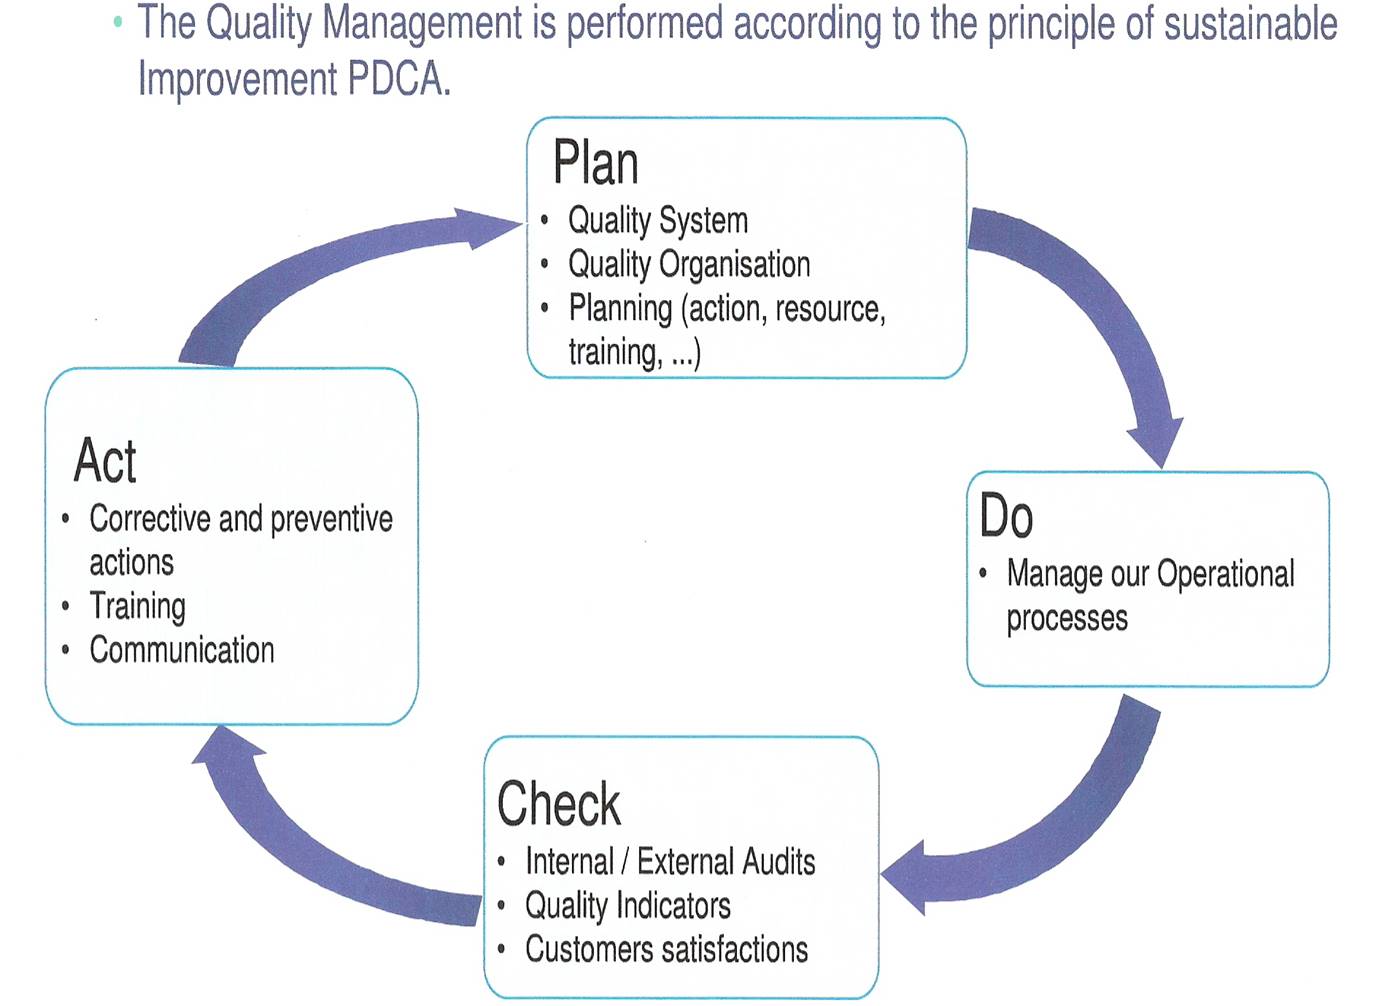 • The Quality Management is performed according to the principle of sustainable
Improvement PDCA.
Plan
• Quality System
• Quality Organisation
• Planning (action, resource,
training, ...)
Do
• Manage our Operational
processes
Check
• Internal / External Audits
• Quality Indicators
• Customers satisfactions
Act
• Corrective and preventive
actions
• Training
• Communication